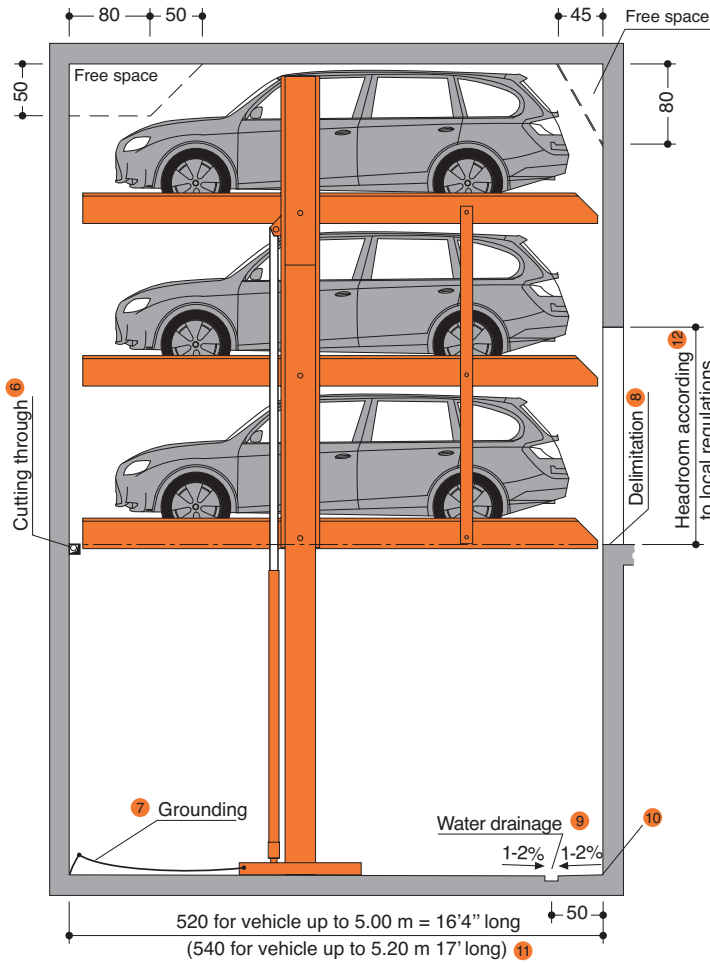 80
50
45
Free space
Free space
50
80
Cutting through 6
Delimitation 8
Headroom according 12
to local regulations
7 Grounding
Water drainage 9
10
1-2%
1-2%
50
520 for vehicle up to 5.00 m = 16'4'' long
(540 for vehicle up to 5.20 m 17' long) 11